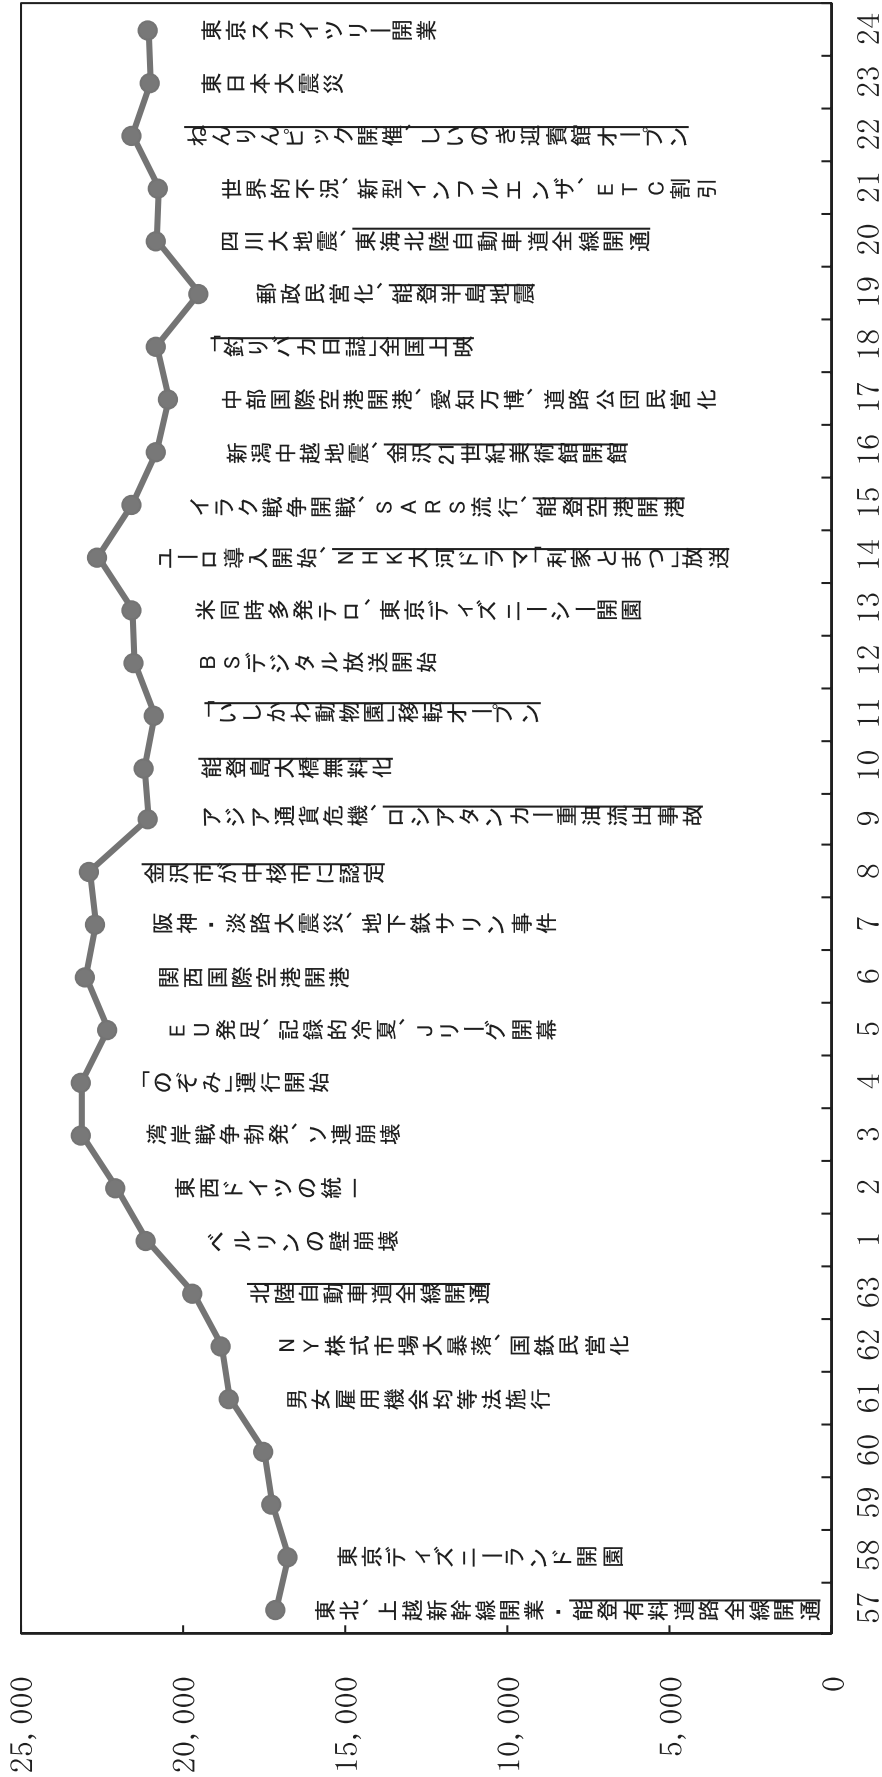 25,000
20,000
15,000
10,000
5,000
0
東北、上越新幹線開業・能登有料道路全線開通
東京ディズニーランド開園
男女雇用機会均等法施行
NY株式市場大暴落、国鉄民営化
北陸自動車道全線開通
ベルリンの壁崩壊
東西ドイツの統一
湾岸戦争勃発、ソ連崩壊
「のぞみ」運行開始
EU発足、記録的冷夏、Jリーグ開幕
関西国際空港開港
阪神・淡路大震災、地下鉄サリン事件
金沢市が中核市に認定
アジア通貨危機、ロシアタンカー重油流出事故
能登島大橋無料化
「いしかわ動物園」移転オープン
BSデジタル放送開始
米同時多発テロ、東京ディズニーシー開園
ユーロ導入開始、NHK大河ドラマ「利家とまつ」放送
イラク戦争開戦、SARS流行、能登空港開港
新潟中越地震、金沢21世紀美術館開館
中部国際空港開港、愛知万博、道路公団民営化
「釣りバカ日誌」全国上映
郵政民営化、能登半島地震
四川大地震、東海北陸自動車道全線開通
世界的不況、新型インフルエンザ、ETC割引
ねんりんピック開催、しいのき迎賓館オープン
東日本大震災
東京スカイツリー開業
57 58 59 60 61 62 63 1 2 3 4 5 6 7 8 9 10 11 12 13 14 15 16 17 18 19 20 21 22 23 24